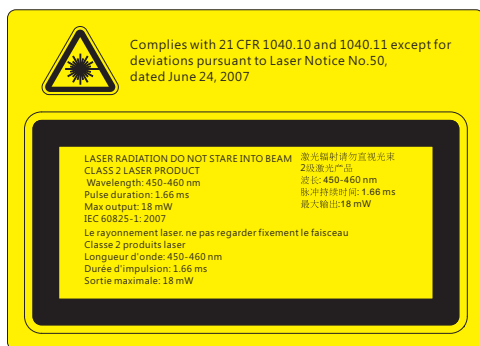 Complies with 21 CFR 1040.10 and 1040.11 except for
deviations pursuant to Laser Notice No.50,
dated June 24, 2007
LASER RADIATION DO NOT STARE INTO BEAM
CLASS 2 LASER PRODUCT
Wavelength: 450-460 nm
Pulse duration: 1.66 ms
Max output: 18 mW
IEC 60825-1: 2007
Le rayonnement laser. ne pas regarder fixement le faisceau
Classe 2 produits laser
Longueur d'onde: 450-460 nm
Durée d'impulsion: 1.66 ms
Sortie maximale: 18 mW
激光辐射请勿直视光束
2级激光产品
波长: 450-460 nm
脉冲持续时间: 1.66 ms
最大输出:18 mW